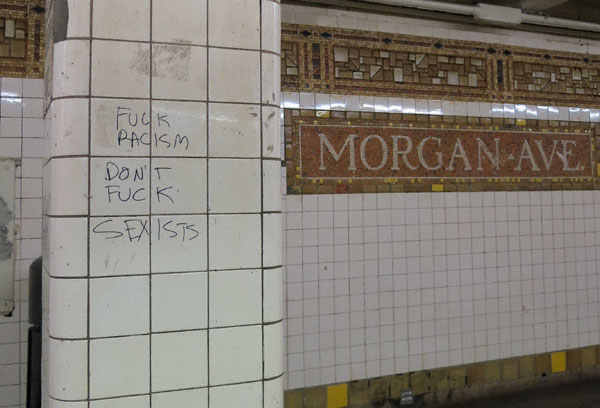 FUCK
RACISM
DON'T
FUCK
SEXISTS
MORGAN-AVE